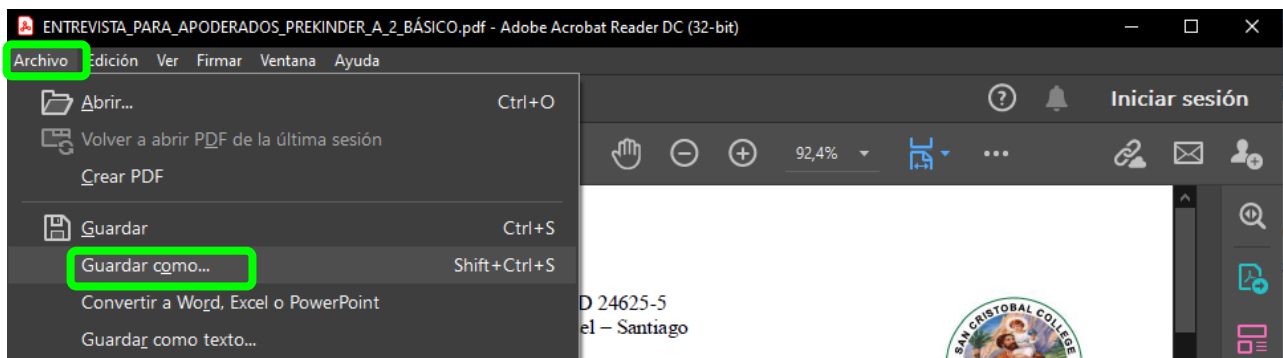 ENTREVISTA_PARA_APODERADOS_PREKINDER_A_2_BÁSICO.pdf - Adobe Acrobat Reader DC (32-bit)
Archivo Edición Ver Firmar Ventana Ayuda
Abrir... Ctrl+O
Iniciar sesión
Volver a abrir PDF de la última sesión
92,4%
Crear PDF
Guardar Ctrl+S
Guardar como... Shift+Ctrl+S
Convertir a Word, Excel o PowerPoint
D 24625-5
el – Santiago
Guardar como texto...
SAN CRISTOBAL COLLEGE